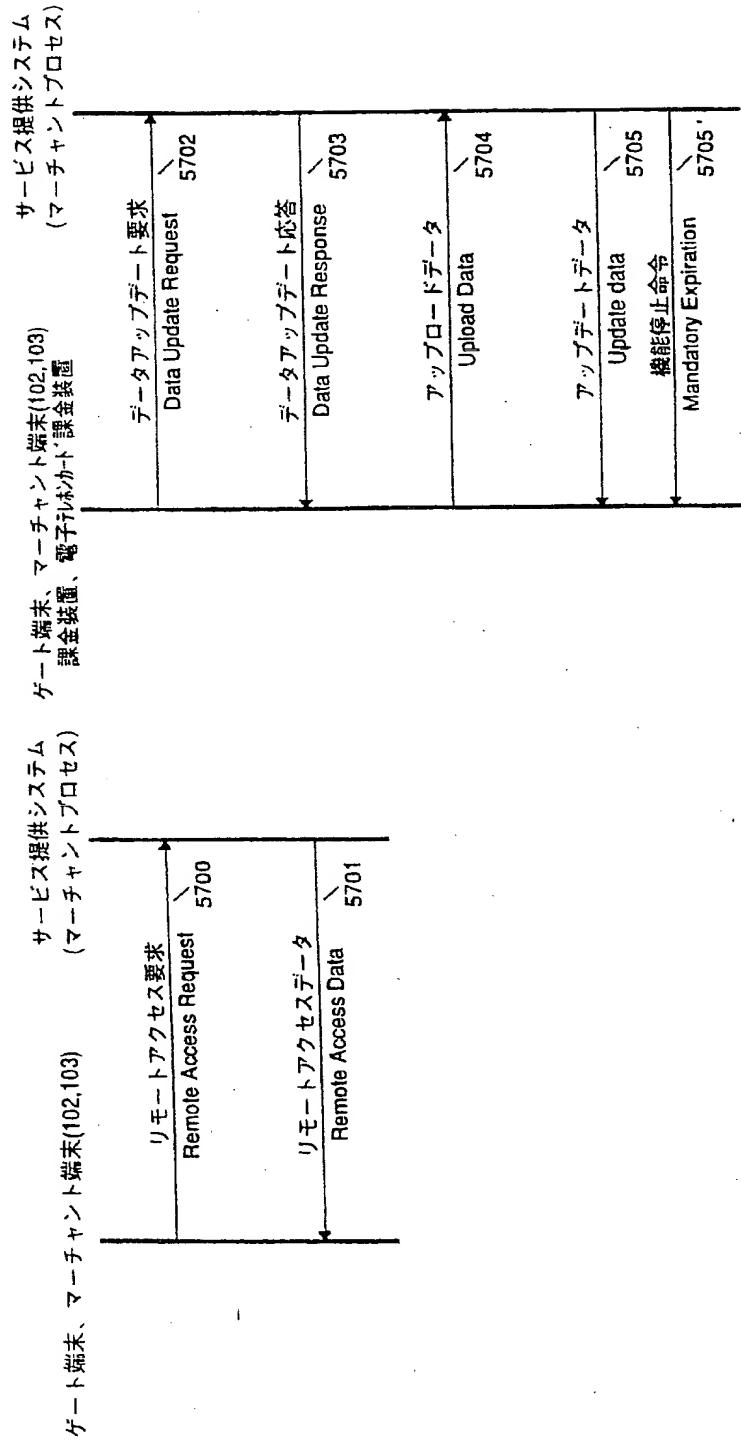 ゲート端末、マーチャント端末(102,103)
サービス提供システム
(マーチャントプロセス)
リモートアクセス要求
Remote Access Request
5700
リモートアクセスデータ
Remote Access Data
5701
ゲート端末、マーチャント端末(102,103)
課金装置、電子テレホンカード課金装置
サービス提供システム
(マーチャントプロセス)
データアップデート要求
Data Update Request
5702
データアップデート応答
Data Update Response
5703
アップロードデータ
Upload Data
5704
アップデートデータ
Update data
5705
機能停止命令
Mandatory Expiration
5705'